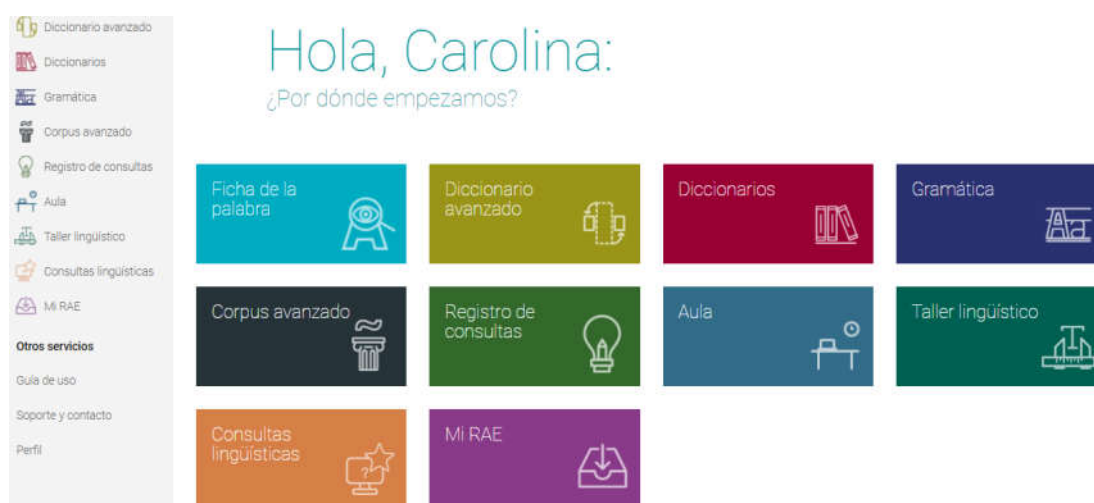 Diccionario avanzado
Diccionarios
Gramática
Corpus avanzado
Registro de consultas
Aula
Taller lingüístico
Consultas lingüísticas
Mi RAE
Otros servicios
Guía de uso
Soporte y contacto
Perfil
Hola, Carolina:
¿Por dónde empezamos?
Ficha de la
palabra
Diccionario
avanzado
Diccionarios
Gramática
Corpus avanzado
Registro de
consultas
Aula
Taller lingüístico
Consultas
lingüísticas
Mi RAE